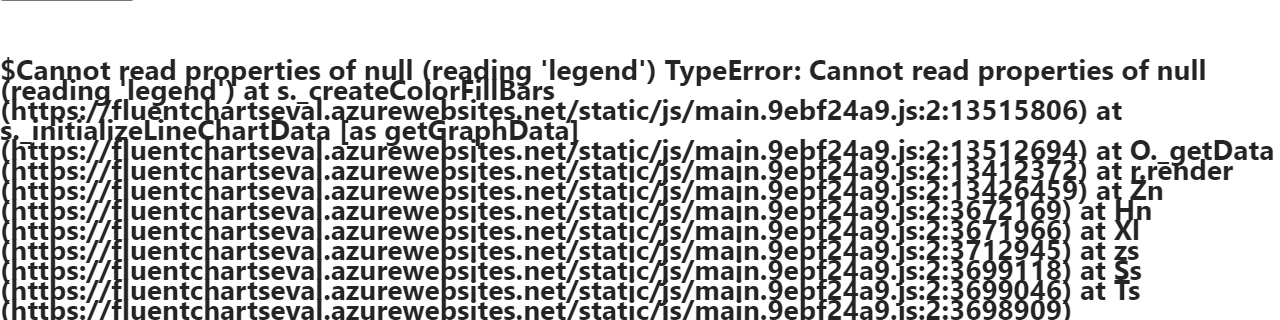 $Cannot read properties of null (reading 'legend') TypeError: Cannot read properties of null
(reading 'legend') at s._createColorFillBars
(https://fluentchartseval.azurewebsites.net/static/js/main.9ebf24a9.js:2:13515806) at
s._initializeLineChartData [as getGraphData]
(https://fluentchartseval.azurewebsites.net/static/js/main.9ebf24a9.js:2:13512694) at O._getData
(https://fluentchartseval.azurewebsites.net/static/js/main.9ebf24a9.js:2:13412372) at r.render
(https://fluentchartseval.azurewebsites.net/static/js/main.9ebf24a9.js:2:13426459) at Zn
(https://fluentchartseval.azurewebsites.net/static/js/main.9ebf24a9.js:2:3672169) at Hn
(https://fluentchartseval.azurewebsites.net/static/js/main.9ebf24a9.js:2:3671966) at Xl
(https://fluentchartseval.azurewebsites.net/static/js/main.9ebf24a9.js:2:3712945) at zs
(https://fluentchartseval.azurewebsites.net/static/js/main.9ebf24a9.js:2:3699118) at Ss
(https://fluentchartseval.azurewebsites.net/static/js/main.9ebf24a9.js:2:3699046) at Ts
(https://fluentchartseval.azurewebsites.net/static/js/main.9ebf24a9.js:2:3698909)